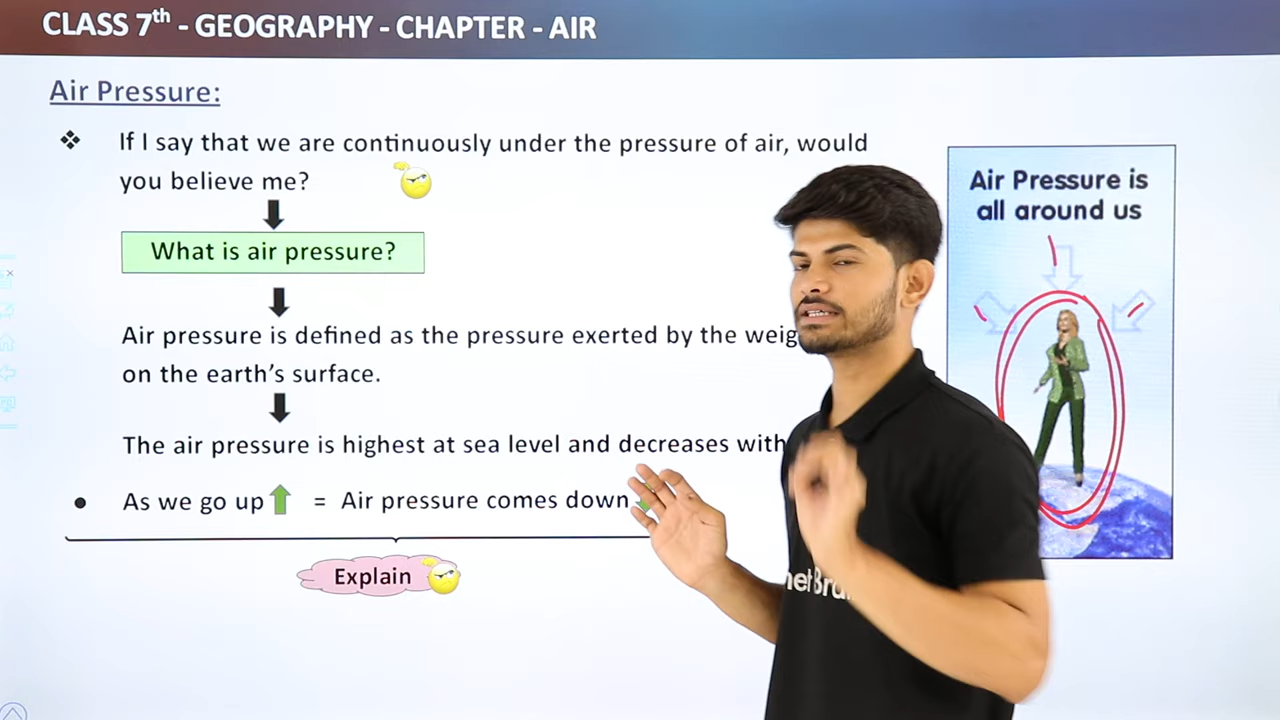 CLASS 7th - GEOGRAPHY - CHAPTER - AIR
Air Pressure:
If I say that we are continuously under the pressure of air, would
you believe me?
What is air pressure?
Air pressure is defined as the pressure exerted by the
on the earth's surface.
The air pressure is highest at sea level and decreases with
As we go up = Air pressure comes down
Explain
Air Pressure is
all around us